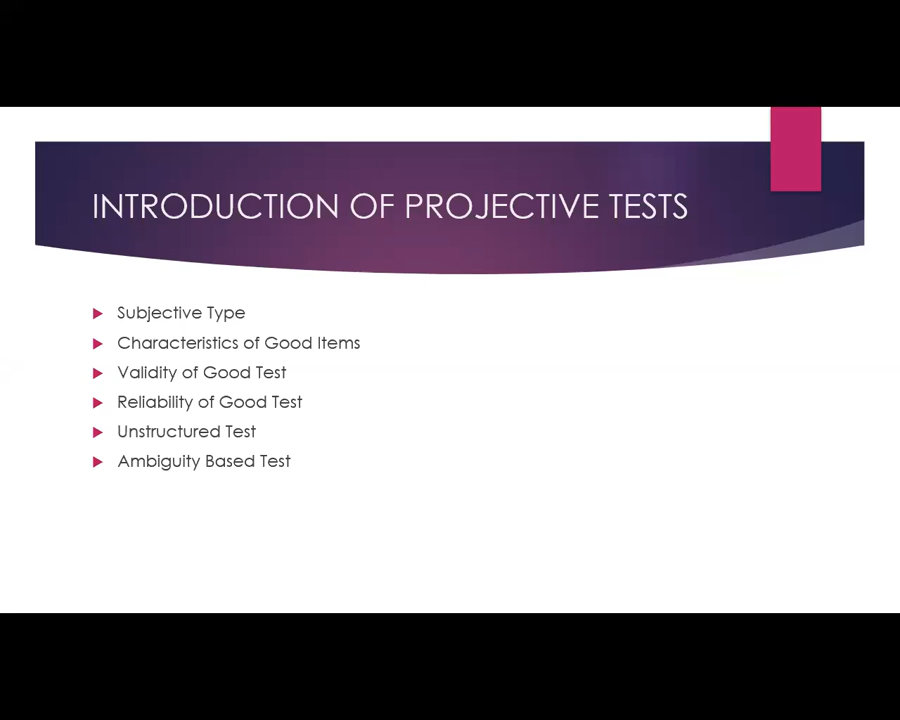 INTRODUCTION OF PROJECTIVE TESTS
Subjective Type
Characteristics of Good Items
Validity of Good Test
Reliability of Good Test
Unstructured Test
Ambiguity Based Test